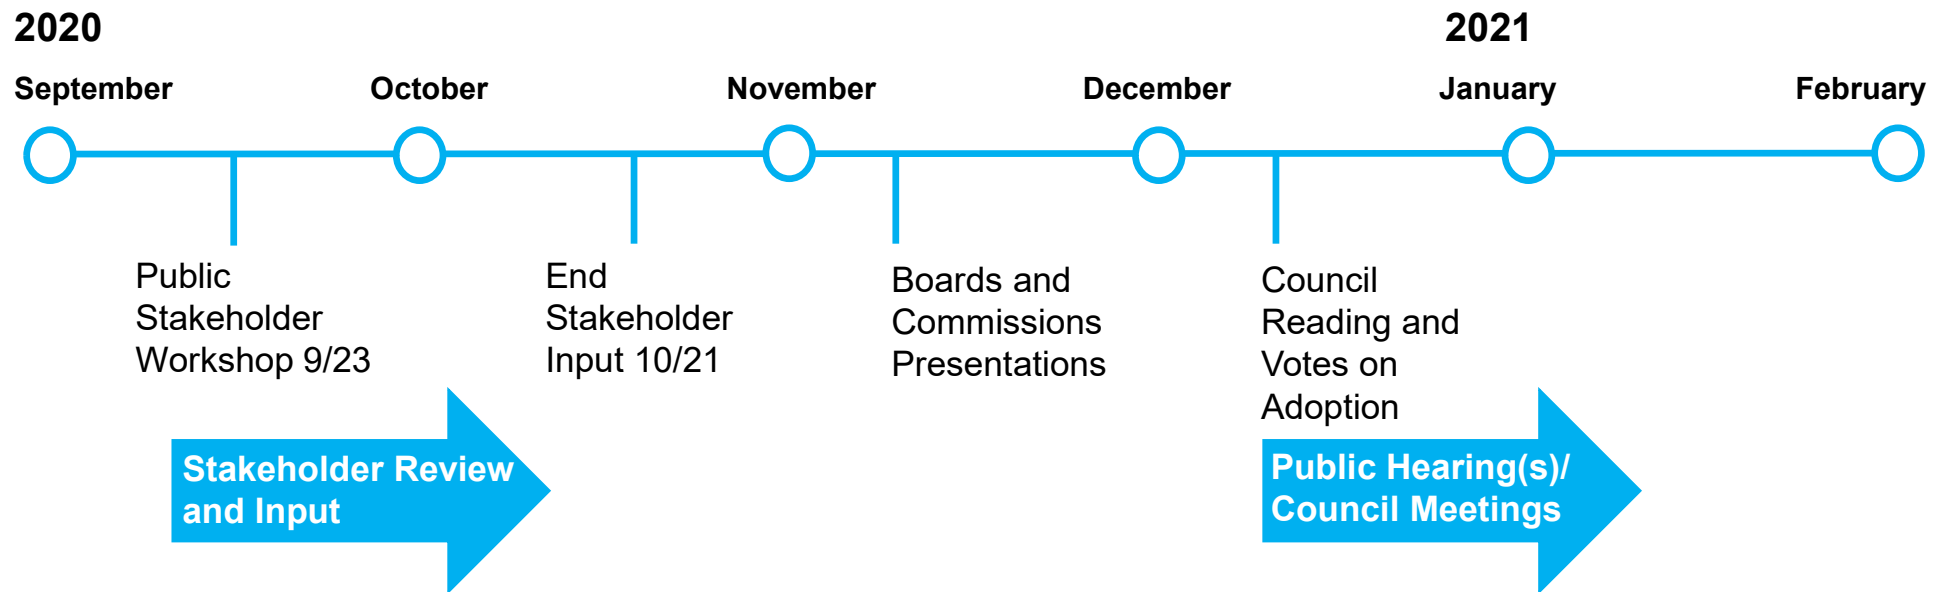 2020
2021
September
October
November
December
January
February
Public
Stakeholder
Workshop 9/23
End
Stakeholder
Input 10/21
Boards and
Commissions
Presentations
Council
Reading and
Votes on
Adoption
Stakeholder Review
and Input
Public Hearing(s)/
Council Meetings